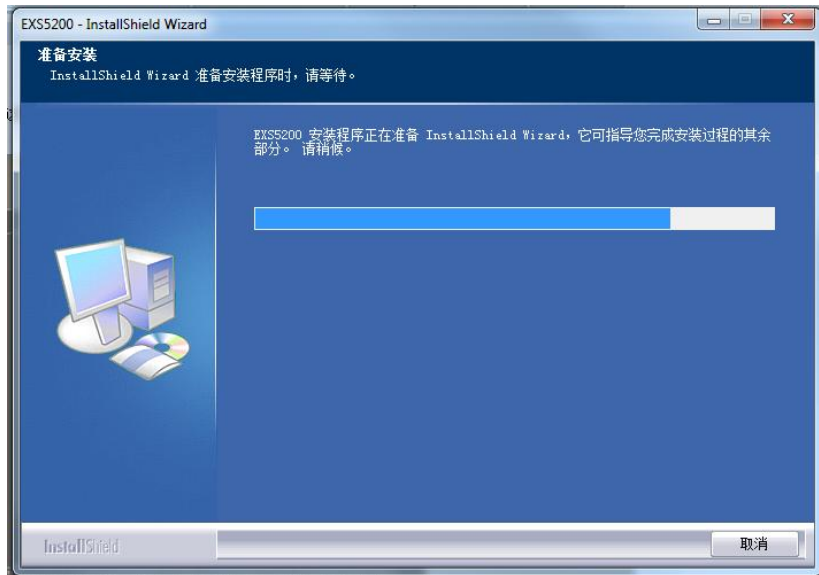 EXS5200 - InstallShield Wizard
准备安装
InstallShield Wizard 准备安装程序时，请等待。
EXS5200 安装程序正在准备 InstallShield Wizard，它可指导您完成安装过程的其余
部分。 请稍候。
InstallShield
取消